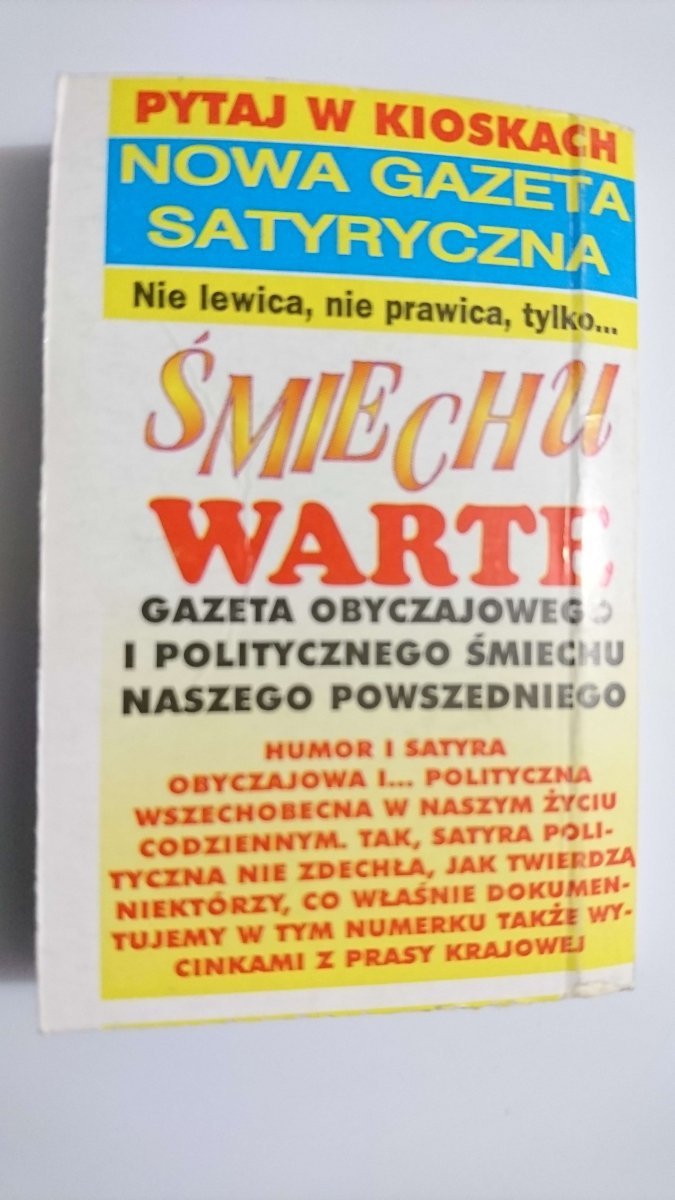 PYTAJ W KIOSKACH
NOWA GAZETA
SATYRYCZNA
Nie lewica, nie prawica, tylko...
ŚMIECHU
WARTE
GAZETA OBYCZAJOWEGO
I POLITYCZNEGO ŚMIECHU
NASZEGO POWSZEDNIEGO
HUMOR I SATYRA
OBYCZAJOWA I... POLITYCZNA
WSZECHOBECNA W NASZYM ŻYCIU
CODZIENNYM. TAK, SATYRA POLI-
TYCZNA NIE ZDECHŁA, JAK TWIERDZĄ
NIEKTÓRZY, CO WŁAŚNIE DOKUMEN-
TUJEMY W TYM NUMERKU TAKŻE WY-
CINKAMI Z PRASY KRAJOWEJ